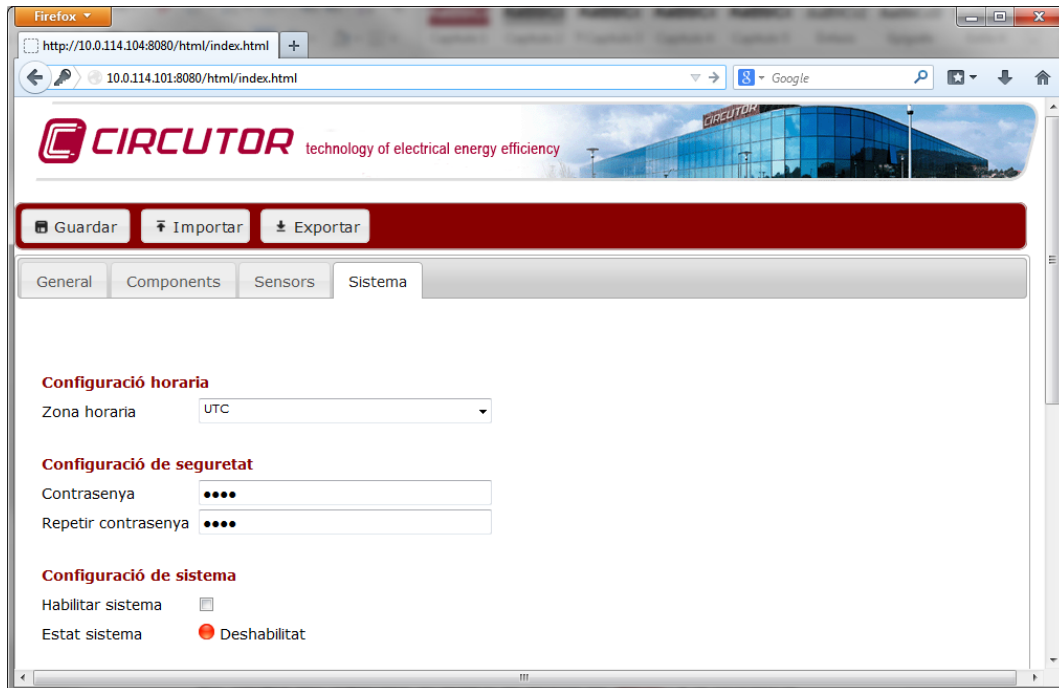 Firefox
http://10.0.114.104:8080/html/index.html
10.0.114.101:8080/html/index.html
Google
CIRCUTOR technology of electrical energy efficiency
CIRCUTOR
Guardar Importar Exportar
General Components Sensors Sistema
Configuració horaria
Zona horaria UTC
Configuració de seguretat
Contrasenya ••••
Repetir contrasenya ••••
Configuració de sistema
Habilitar sistema
Estat sistema Deshabilitat